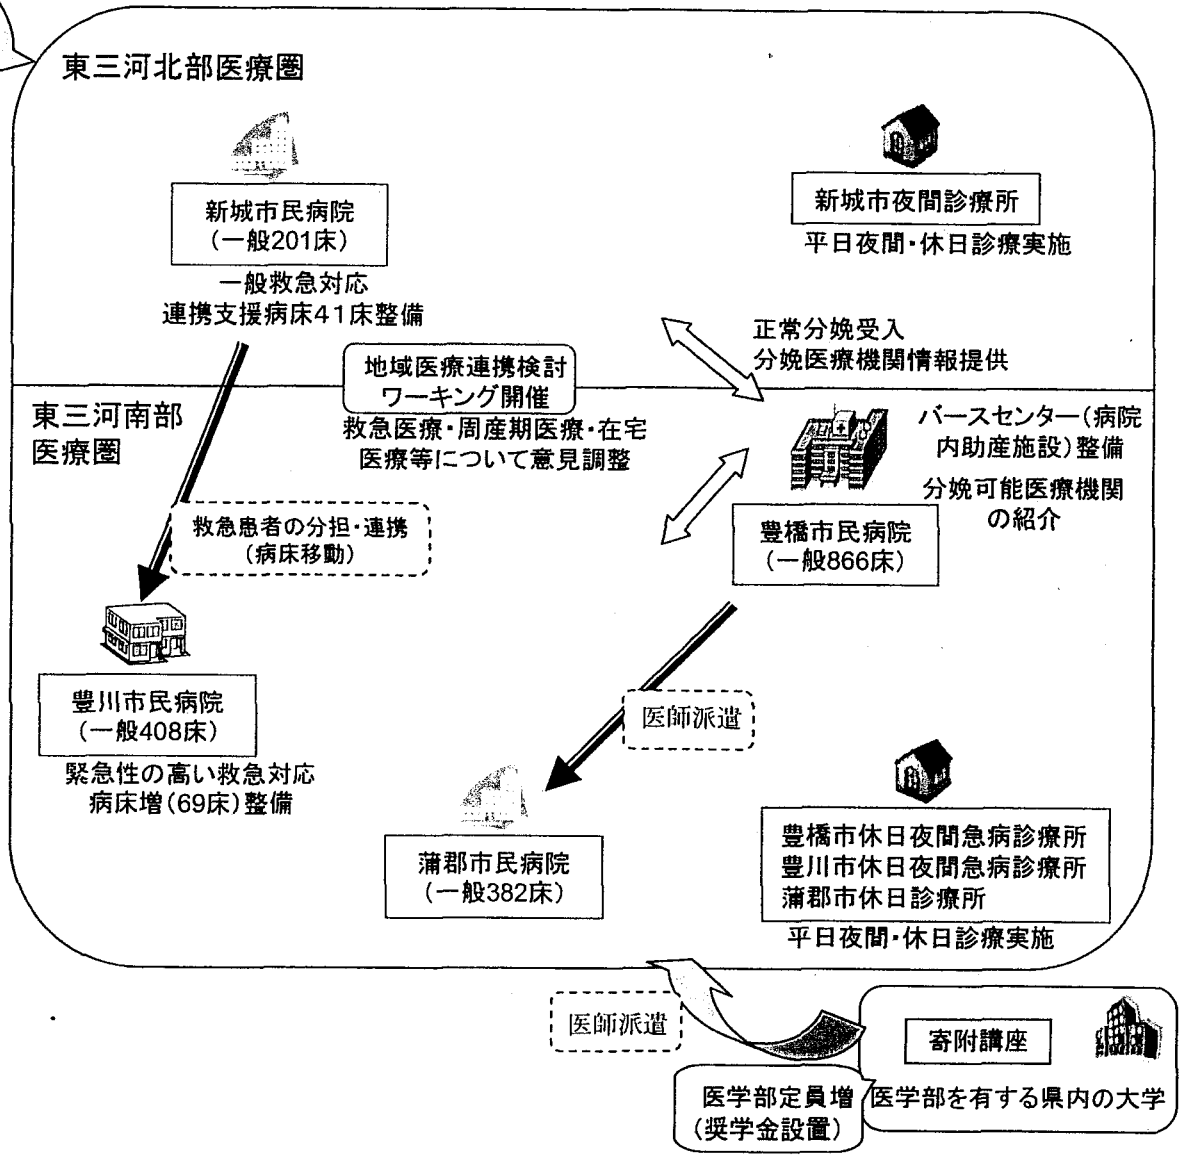 東三河北部医療圏
新城市民病院
(一般201床)
一般救急対応
連携支援病床41床整備
新城市夜間診療所
平日夜間・休日診療実施
正常分娩受入
分娩医療機関情報提供
地域医療連携検討
ワーキング開催
救急医療・周産期医療・在宅
医療等について意見調整
東三河南部
医療圏
バースセンター(病院
内助産施設)整備
分娩可能医療機関
の紹介
豊橋市民病院
(一般866床)
救急患者の分担・連携
(病床移動)
豊川市民病院
(一般408床)
緊急性の高い救急対応
病床増(69床)整備
医師派遣
蒲郡市民病院
(一般382床)
豊橋市休日夜間急病診療所
豊川市休日夜間急病診療所
蒲郡市休日診療所
平日夜間・休日診療実施
医師派遣
寄附講座
医学部を有する県内の大学
医学部定員増
(奨学金設置)